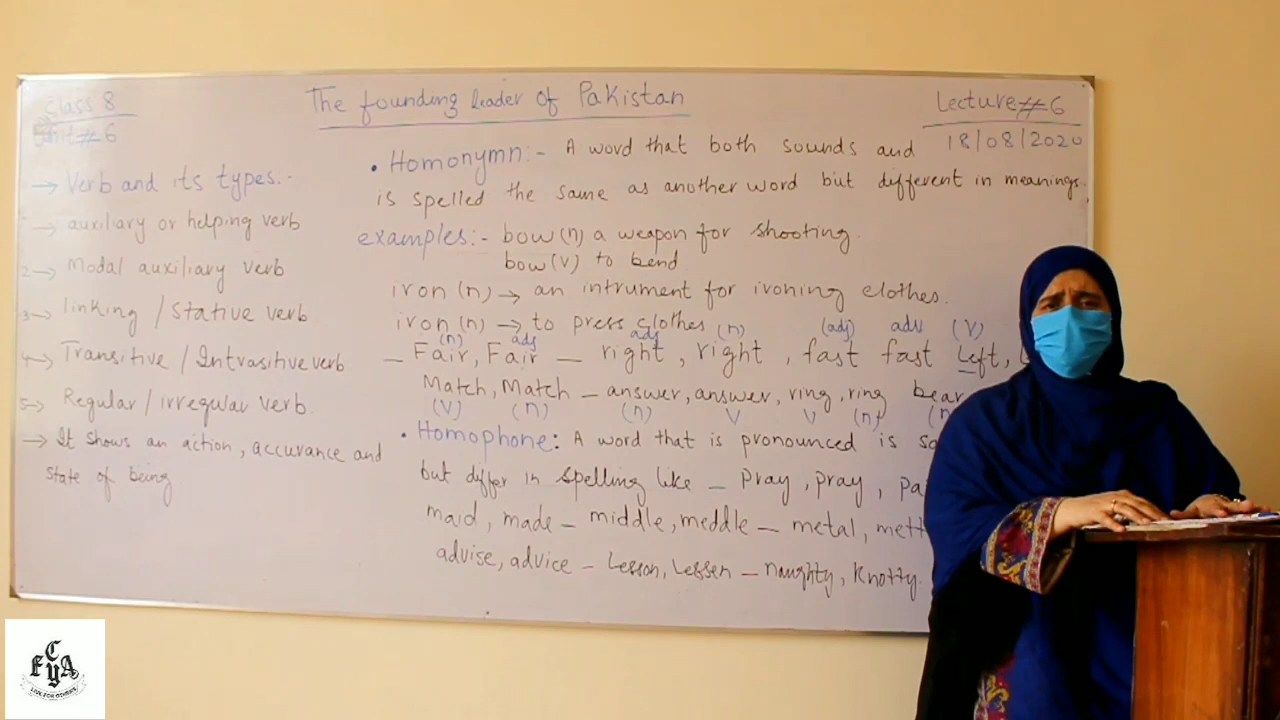 Class 8
The founding leader of Pakistan
Lecture # 6
Unit # 6
18/08/2020
→ Verb and its types.-
→ auxiliary or helping verb
2 → Modal auxiliary verb
3 → linking / Stative verb
4 → Transitive / Intrasitive verb
5 → Regular / irregular verb
→ It shows an action, accurance and
state of being
• Homonymn:- A word that both sounds and
is spelled the same as another word but different in meanings.
examples:- bow (n) a weapon for shooting.
bow (v) to bend
iron (n) → an intrument for ironing clothes.
iron (n) → to press clothes
(n) adj adj (n) (adj) adv (v)
– Fair, Fair – right, right, fast fast Left,
Match, Match – answer, answer, ring, ring bear
(v) (n) (n) v v (n)
• Homophone: A word that is pronounced is
but differ in spelling like – Pray, pray,
maid, made – middle, meddle – metal,
advise, advice – Lesson, Lessen – naughty, Knotty.
C
F Y A
LIVE FOR OTHERS